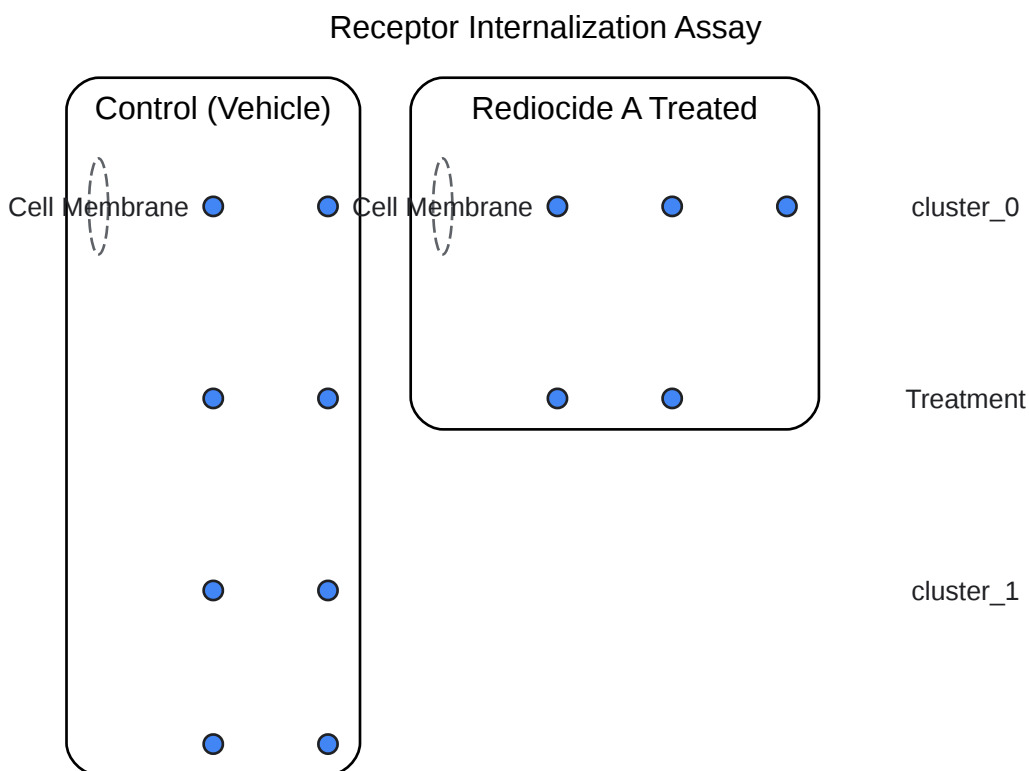 Receptor Internalization Assay
Control (Vehicle)
Rediocide A Treated
Cell Membrane
Cell Membrane
cluster_0
Treatment
cluster_1